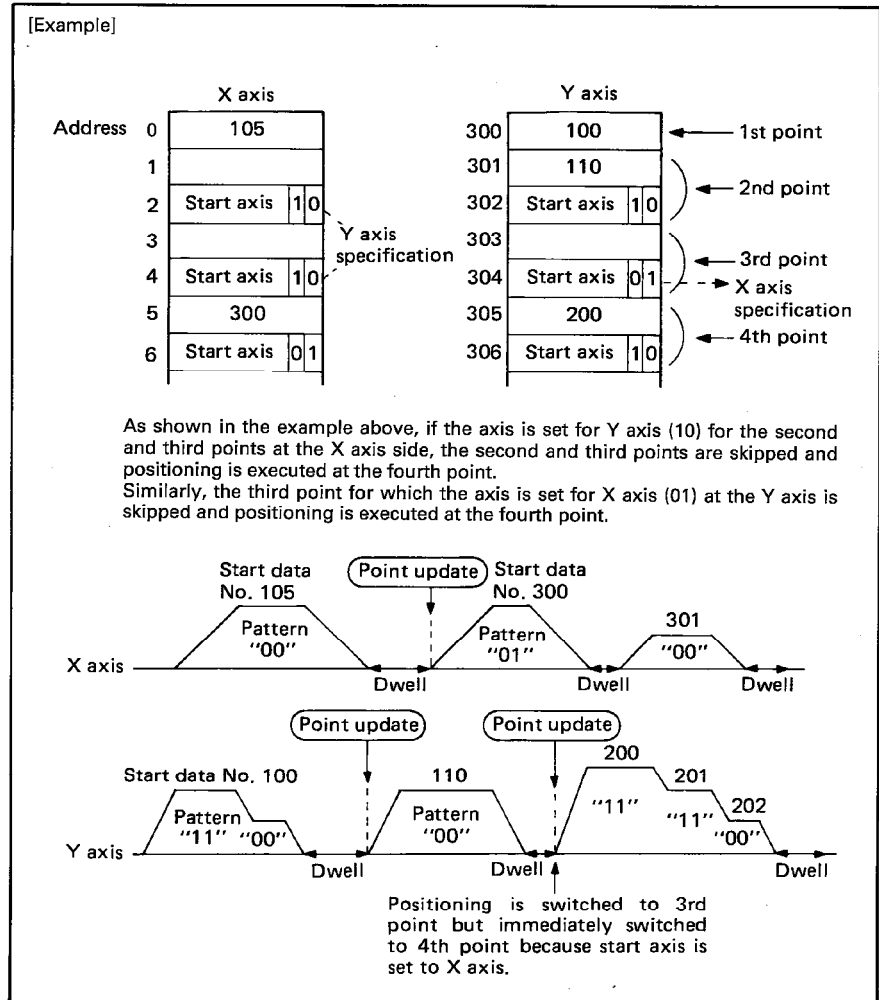 [Example]
X axis
Y axis
Address 0 105 300 100 1st point
1 301 110
2nd point
2 Start axis 1 0 302 Start axis 1 0
Y axis
specification
3 303
3rd point
4 Start axis 1 0 304 Start axis 0 1
X axis
specification
5 300 305 200
4th point
6 Start axis 0 1 306 Start axis 1 0
As shown in the example above, if the axis is set for Y axis (10) for the second
and third points at the X axis side, the second and third points are skipped and
positioning is executed at the fourth point.
Similarly, the third point for which the axis is set for X axis (01) at the Y axis is
skipped and positioning is executed at the fourth point.
Start data
No. 105
Point update
Start data
No. 300
301
Pattern
"00"
Pattern
"01"
"00"
X axis
Dwell Dwell Dwell
Point update Point update
Start data No. 100 110 200 201 202
Pattern
"11" "00"
Pattern
"00"
"11" "11" "00"
Y axis
Dwell Dwell Dwell
Positioning is switched to 3rd
point but immediately switched
to 4th point because start axis is
set to X axis.